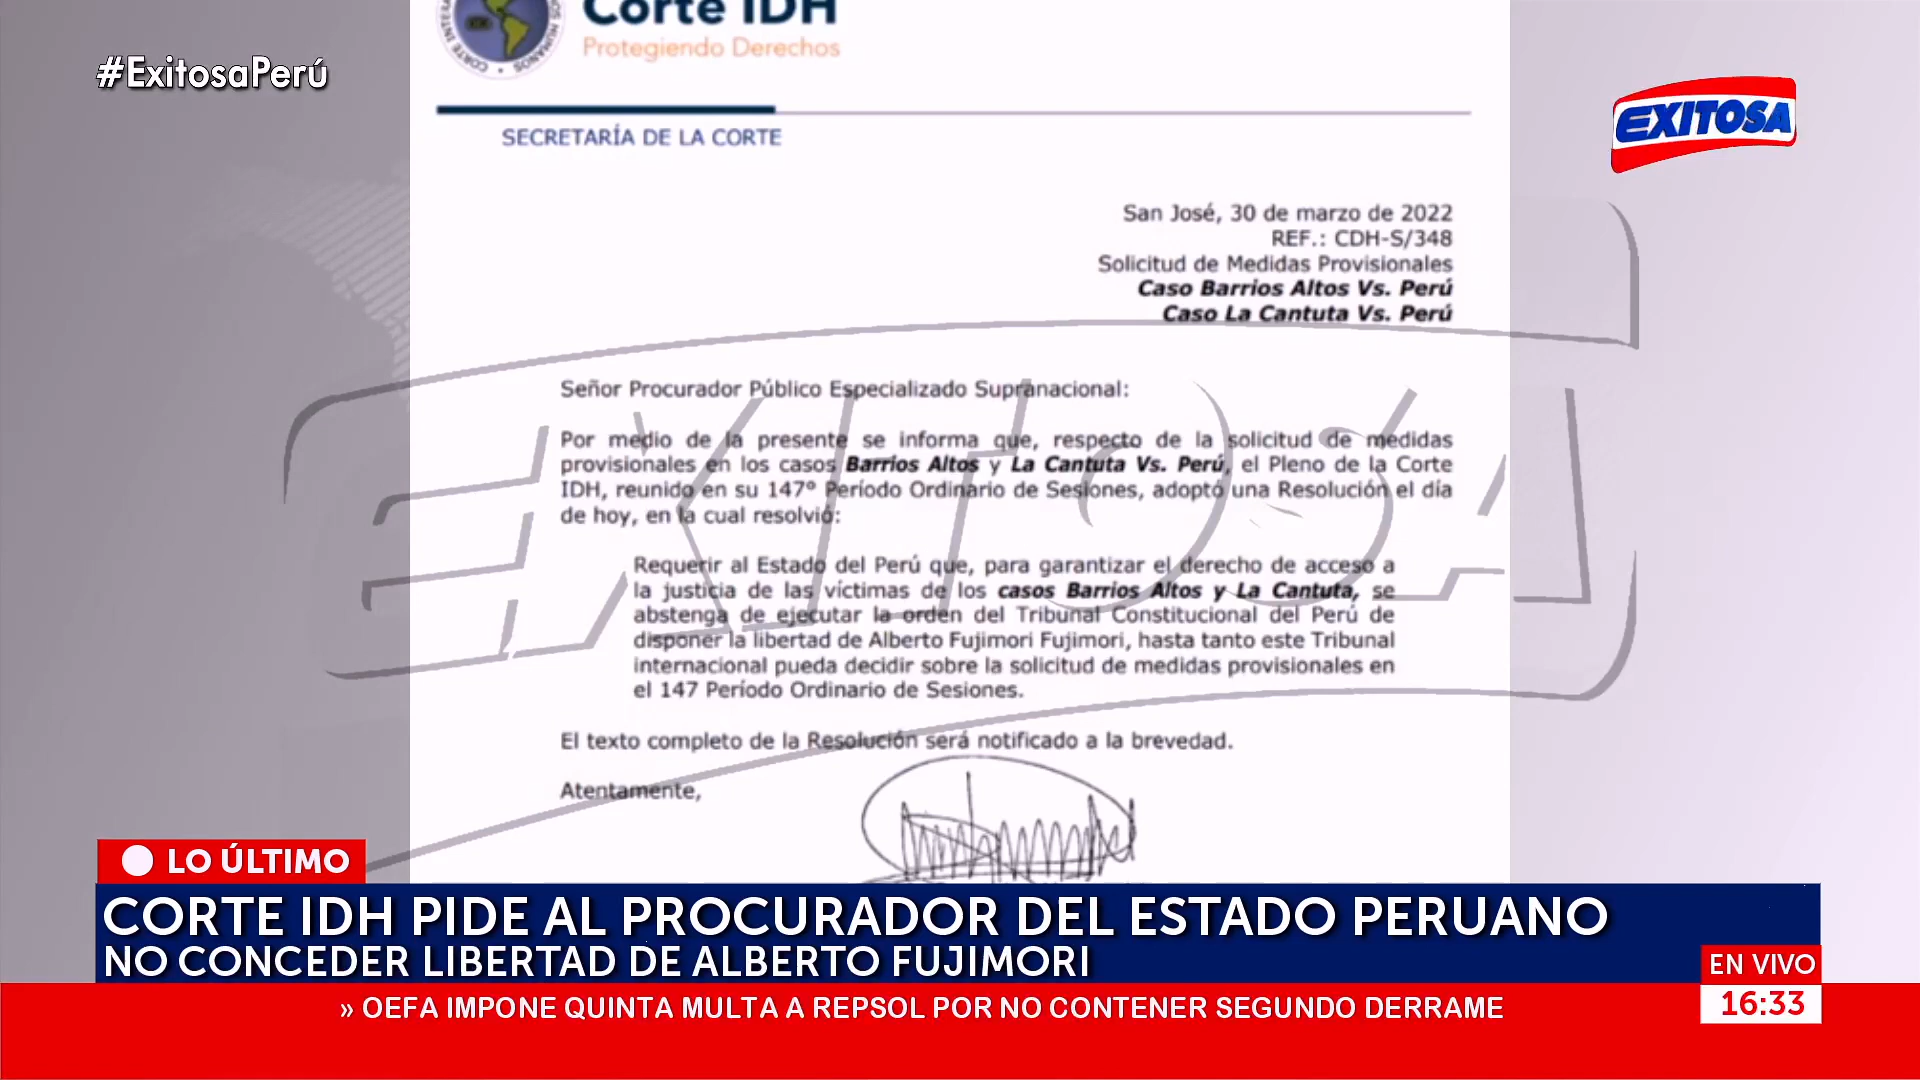 Corte IDH
Protegiendo Derechos
#ExitosaPerú
EXITOSA
SECRETARÍA DE LA CORTE
San José, 30 de marzo de 2022
REF.: CDH-S/348
Solicitud de Medidas Provisionales
Caso Barrios Altos Vs. Perú
Caso La Cantuta Vs. Perú
Señor Procurador Público Especializado Supranacional:
Por medio de la presente se informa que, respecto de la solicitud de medidas
provisionales en los casos Barrios Altos y La Cantuta Vs. Perú, el Pleno de la Corte
IDH, reunido en su 147° Período Ordinario de Sesiones, adoptó una Resolución el día
de hoy, en la cual resolvió:
Requerir al Estado del Perú que, para garantizar el derecho de acceso a
la justicia de las víctimas de los casos Barrios Altos y La Cantuta, se
abstenga de ejecutar la orden del Tribunal Constitucional del Perú de
disponer la libertad de Alberto Fujimori Fujimori, hasta tanto este Tribunal
internacional pueda decidir sobre la solicitud de medidas provisionales en
el 147 Período Ordinario de Sesiones.
El texto completo de la Resolución será notificado a la brevedad.
Atentamente,
EXITOSA
LO ÚLTIMO
CORTE IDH PIDE AL PROCURADOR DEL ESTADO PERUANO
NO CONCEDER LIBERTAD DE ALBERTO FUJIMORI
EN VIVO
16:33
» OEFA IMPONE QUINTA MULTA A REPSOL POR NO CONTENER SEGUNDO DERRAME